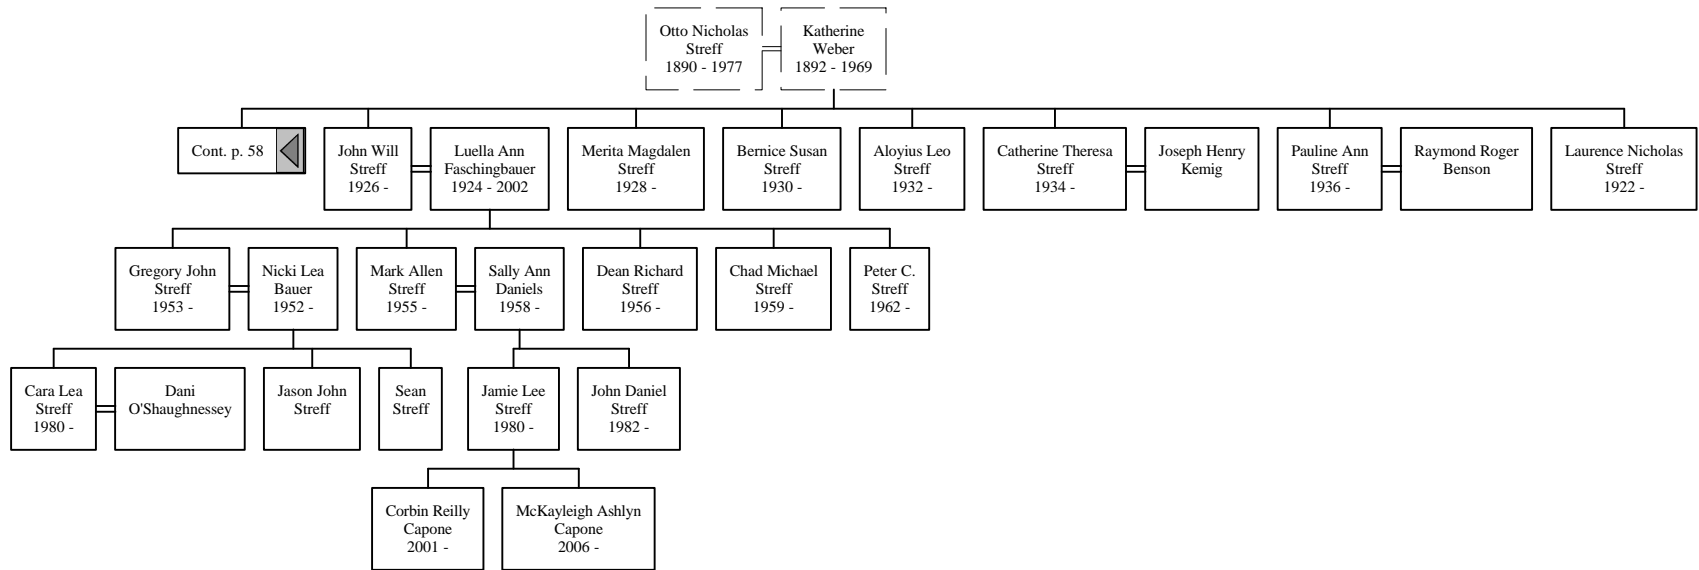 Otto Nicholas
Streff
1890 - 1977
Katherine
Weber
1892 - 1969
Cont. p. 58
John Will
Streff
1926 -
Luella Ann
Faschingbauer
1924 - 2002
Merita Magdalen
Streff
1928 -
Bernice Susan
Streff
1930 -
Aloyius Leo
Streff
1932 -
Catherine Theresa
Streff
1934 -
Joseph Henry
Kemig
Pauline Ann
Streff
1936 -
Raymond Roger
Benson
Laurence Nicholas
Streff
1922 -
Gregory John
Streff
1953 -
Nicki Lea
Bauer
1952 -
Mark Allen
Streff
1955 -
Sally Ann
Daniels
1958 -
Dean Richard
Streff
1956 -
Chad Michael
Streff
1959 -
Peter C.
Streff
1962 -
Cara Lea
Streff
1980 -
Dani
O'Shaughnessey
Jason John
Streff
Sean
Streff
Jamie Lee
Streff
1980 -
John Daniel
Streff
1982 -
Corbin Reilly
Capone
2001 -
McKayleigh Ashlyn
Capone
2006 -